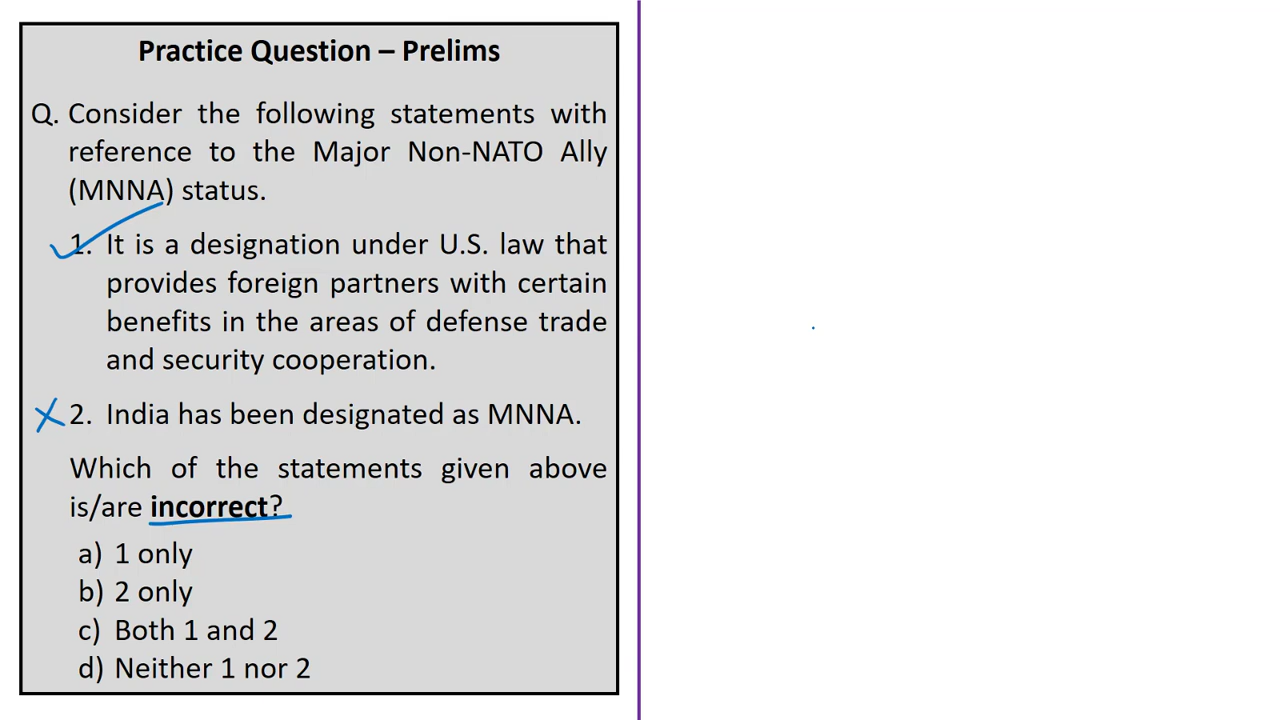 Practice Question – Prelims
Q. Consider the following statements with
reference to the Major Non-NATO Ally
(MNNA) status.
1. It is a designation under U.S. law that
provides foreign partners with certain
benefits in the areas of defense trade
and security cooperation.
2. India has been designated as MNNA.
Which of the statements given above
is/are incorrect?
a) 1 only
b) 2 only
c) Both 1 and 2
d) Neither 1 nor 2